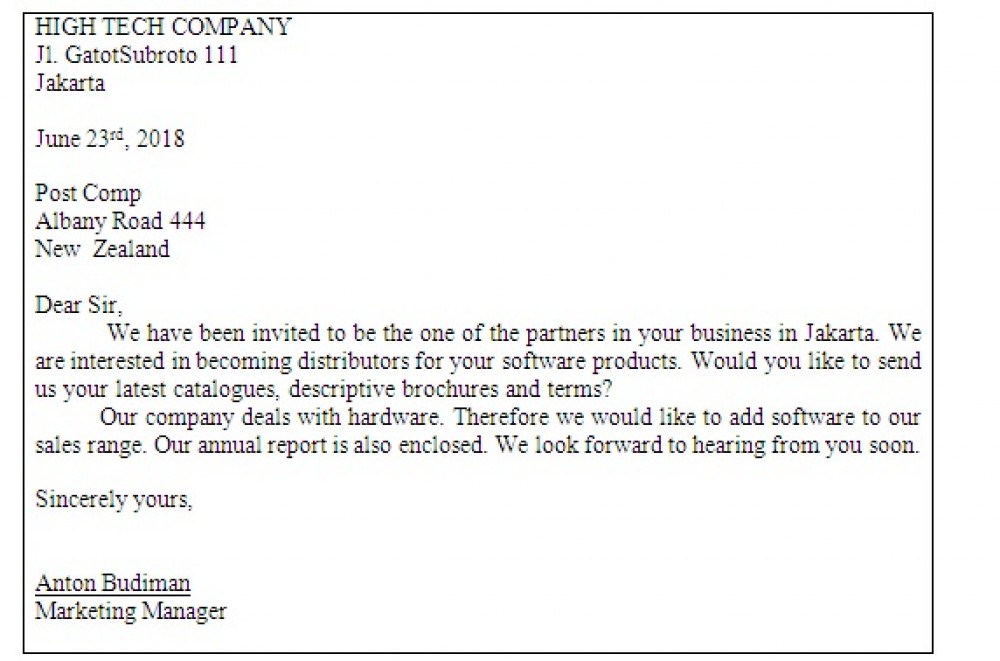 HIGH TECH COMPANY
J1. GatotSubroto 111
Jakarta
June 23rd, 2018
Post Comp
Albany Road 444
New Zealand
Dear Sir,
We have been invited to be the one of the partners in your business in Jakarta. We
are interested in becoming distributors for your software products. Would you like to send
us your latest catalogues, descriptive brochures and terms?
Our company deals with hardware. Therefore we would like to add software to our
sales range. Our annual report is also enclosed. We look forward to hearing from you soon.
Sincerely yours,
Anton Budiman
Marketing Manager